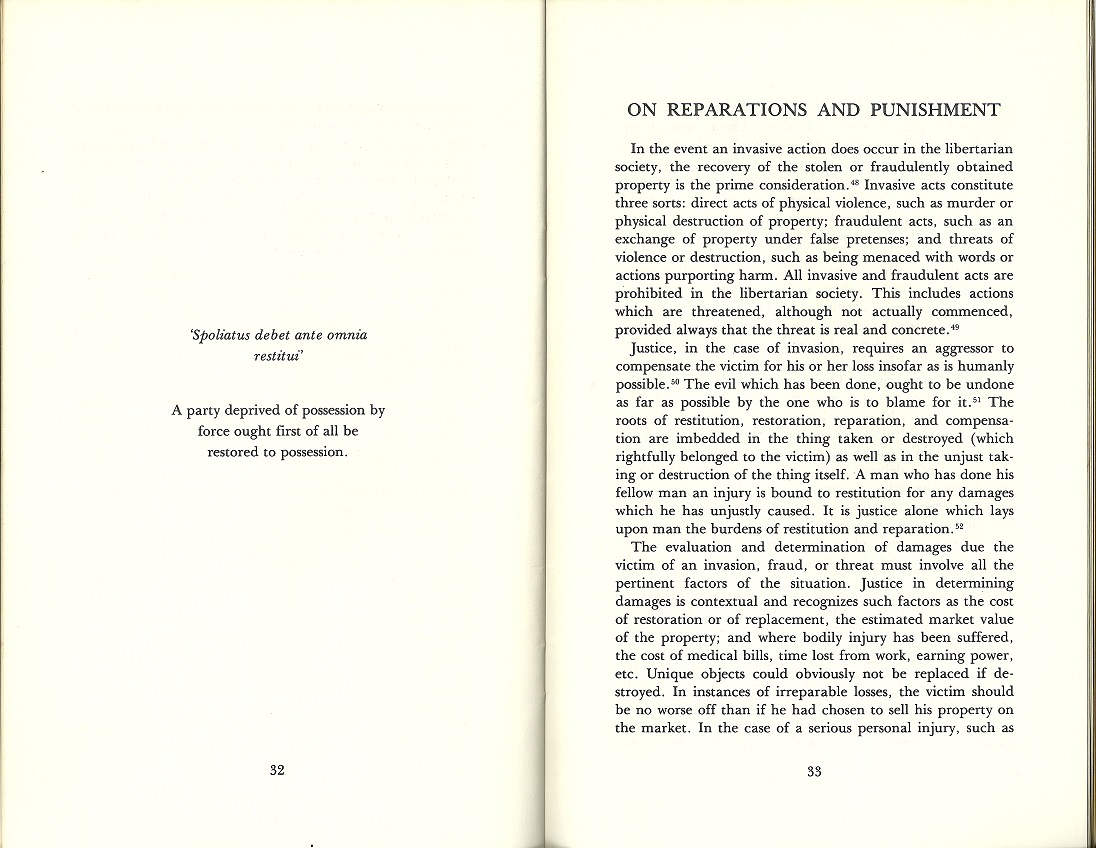 ‘Spoliatus debet ante omnia
restitui’
A party deprived of possession by
force ought first of all be
restored to possession.
32
ON REPARATIONS AND PUNISHMENT
In the event an invasive action does occur in the libertarian
society, the recovery of the stolen or fraudulently obtained
property is the prime consideration.⁴⁸ Invasive acts constitute
three sorts: direct acts of physical violence, such as murder or
physical destruction of property; fraudulent acts, such as an
exchange of property under false pretenses; and threats of
violence or destruction, such as being menaced with words or
actions purporting harm. All invasive and fraudulent acts are
prohibited in the libertarian society. This includes actions
which are threatened, although not actually commenced,
provided always that the threat is real and concrete.⁴⁹
Justice, in the case of invasion, requires an aggressor to
compensate the victim for his or her loss insofar as is humanly
possible.⁵⁰ The evil which has been done, ought to be undone
as far as possible by the one who is to blame for it.⁵¹ The
roots of restitution, restoration, reparation, and compensa-
tion are imbedded in the thing taken or destroyed (which
rightfully belonged to the victim) as well as in the unjust tak-
ing or destruction of the thing itself. A man who has done his
fellow man an injury is bound to restitution for any damages
which he has unjustly caused. It is justice alone which lays
upon man the burdens of restitution and reparation.⁵²
The evaluation and determination of damages due the
victim of an invasion, fraud, or threat must involve all the
pertinent factors of the situation. Justice in determining
damages is contextual and recognizes such factors as the cost
of restoration or of replacement, the estimated market value
of the property; and where bodily injury has been suffered,
the cost of medical bills, time lost from work, earning power,
etc. Unique objects could obviously not be replaced if de-
stroyed. In instances of irreparable losses, the victim should
be no worse off than if he had chosen to sell his property on
the market. In the case of a serious personal injury, such as
33